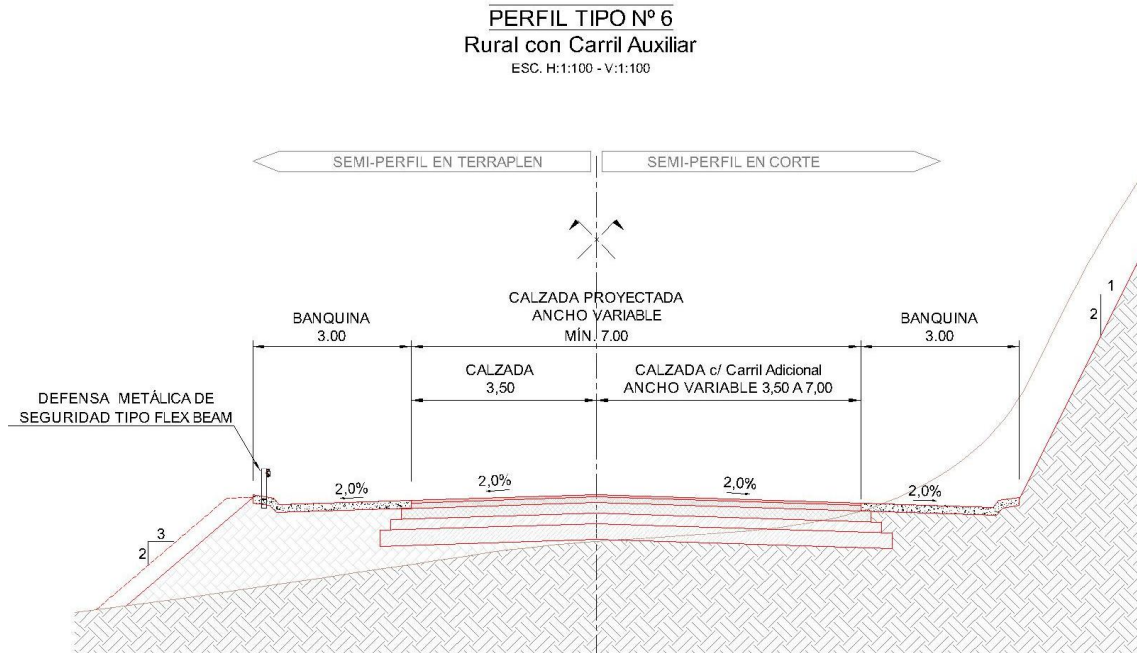 PERFIL TIPO Nº 6
Rural con Carril Auxiliar
ESC. H:1:100 - V:1:100
SEMI-PERFIL EN TERRAPLEN
SEMI-PERFIL EN CORTE
BANQUINA
3.00
CALZADA PROYECTADA
ANCHO VARIABLE
MÍN. 7.00
BANQUINA
3.00
1
2
CALZADA
3,50
CALZADA c/ Carril Adicional
ANCHO VARIABLE 3,50 A 7,00
DEFENSA METÁLICA DE
SEGURIDAD TIPO FLEX BEAM
2,0%
2,0%
2,0%
2,0%
3
2